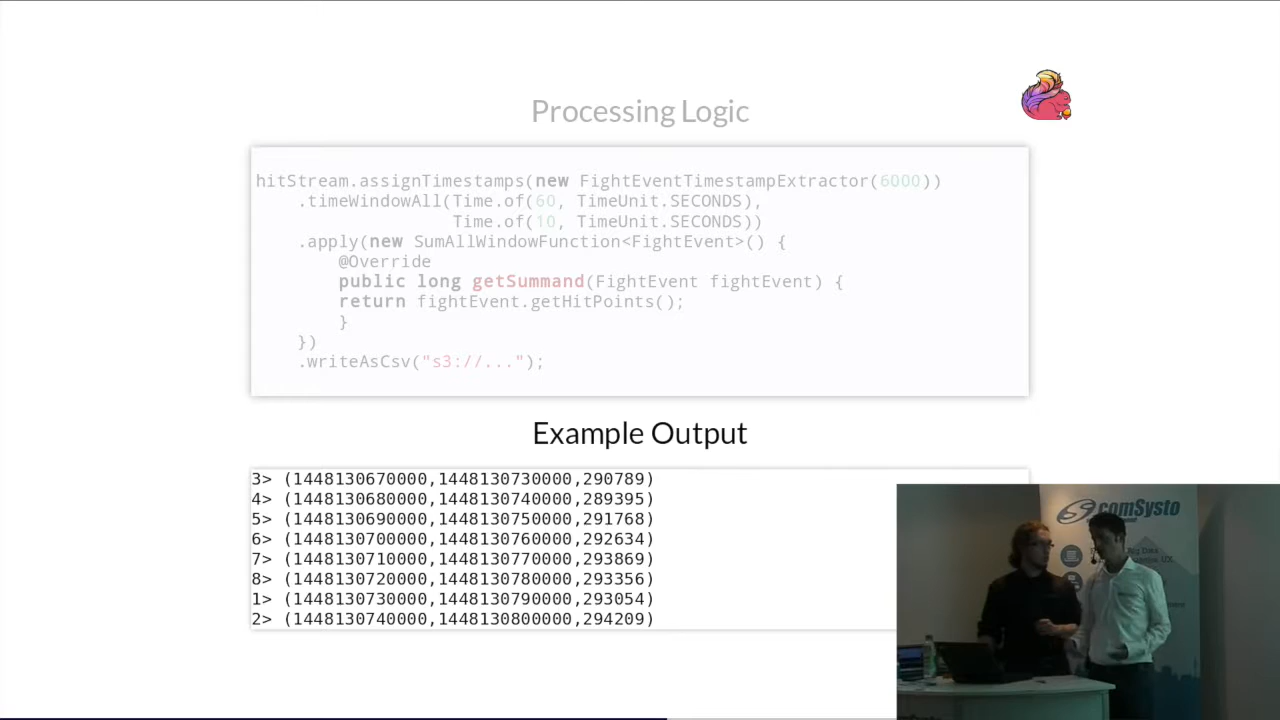 Processing Logic
hitStream.assignTimestamps(new FightEventTimestampExtractor(6000))
.timeWindowAll(Time.of(60, TimeUnit.SECONDS),
Time.of(10, TimeUnit.SECONDS))
.apply(new SumAllWindowFunction<FightEvent>() {
@Override
public long getSummand(FightEvent fightEvent) {
return fightEvent.getHitPoints();
}
})
.writeAsCsv("s3://...");
Example Output
3> (1448130670000,1448130730000,290789)
4> (1448130680000,1448130740000,289395)
5> (1448130690000,1448130750000,291768)
6> (1448130700000,1448130760000,292634)
7> (1448130710000,1448130770000,293869)
8> (1448130720000,1448130780000,293356)
1> (1448130730000,1448130790000,293054)
2> (1448130740000,1448130800000,294209)
comSysto
Big Data